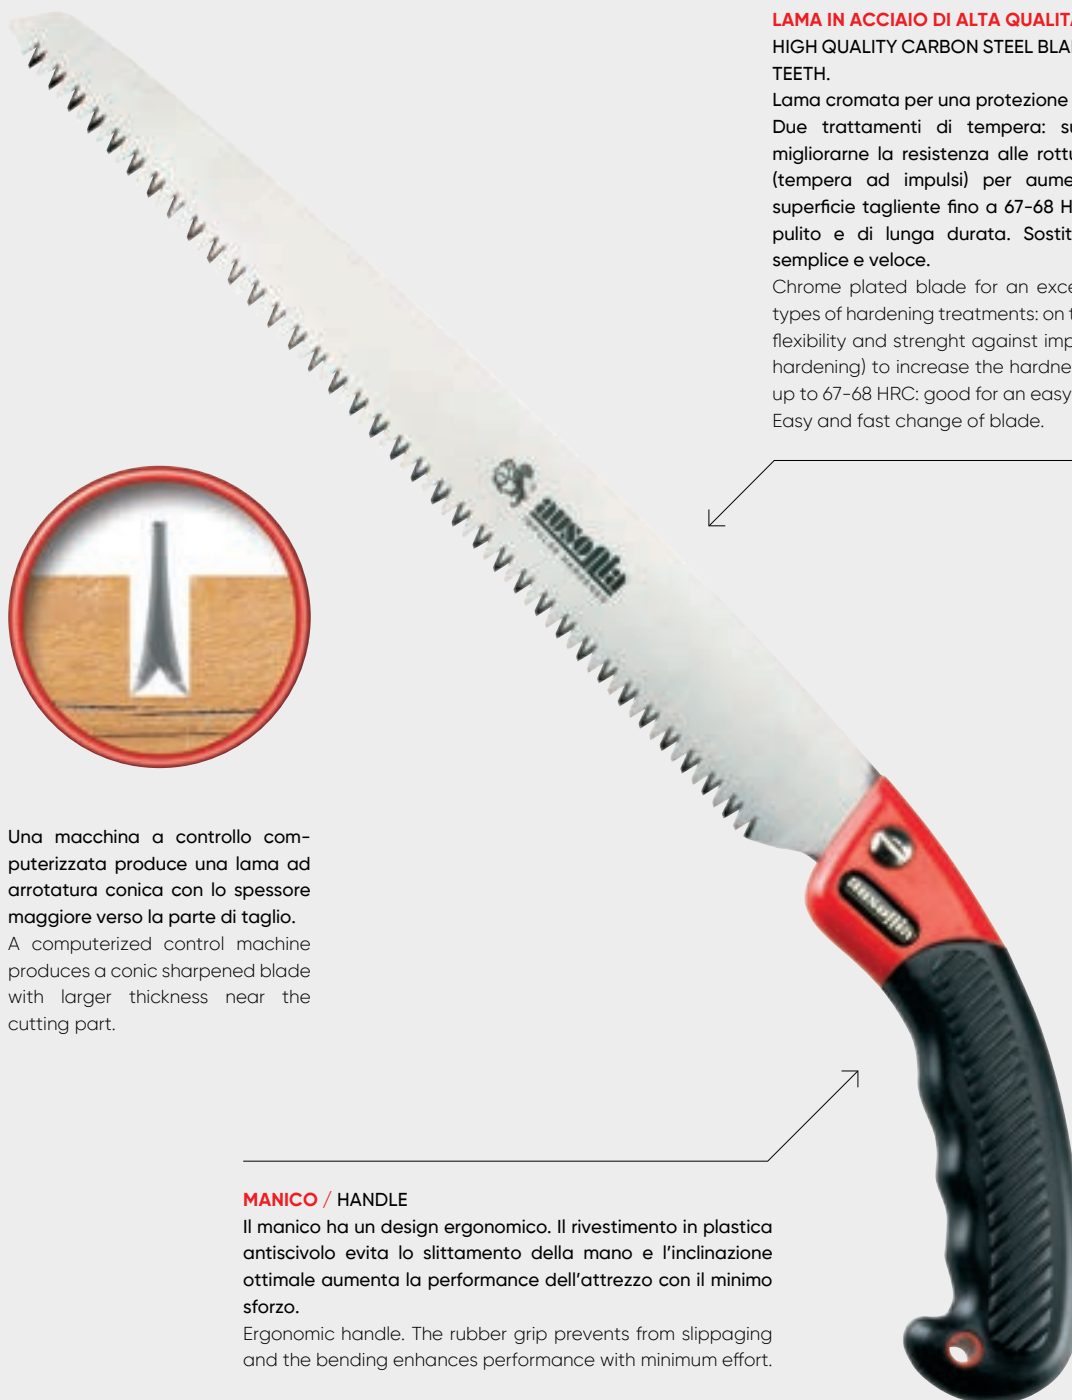 LAMA IN ACCIAIO DI ALTA QUALITÀ
HIGH QUALITY CARBON STEEL
TEETH.
Lama cromata per una protezione
Due trattamenti di tempera:
migliorarne la resistenza alle
(tempera ad impulsi) per
superficie tagliente fino a 67-68
pulito e di lunga durata.
semplice e veloce.
Chrome plated blade for an
types of hardening treatments: on
flexibility and strenght against
hardening) to increase the
up to 67-68 HRC: good for an easy
Easy and fast change of blade.
ausonia
ausonia
Una macchina a controllo com-
puterizzata produce una lama ad
arrotatura conica con lo spessore
maggiore verso la parte di taglio.
A computerized control machine
produces a conic sharpened blade
with larger thickness near the
cutting part.
MANICO / HANDLE
Il manico ha un design ergonomico. Il rivestimento in plastica
antiscivolo evita lo slittamento della mano e l'inclinazione
ottimale aumenta la performance dell'attrezzo con il minimo
sforzo.
Ergonomic handle. The rubber grip prevents from slippaging
and the bending enhances performance with minimum effort.